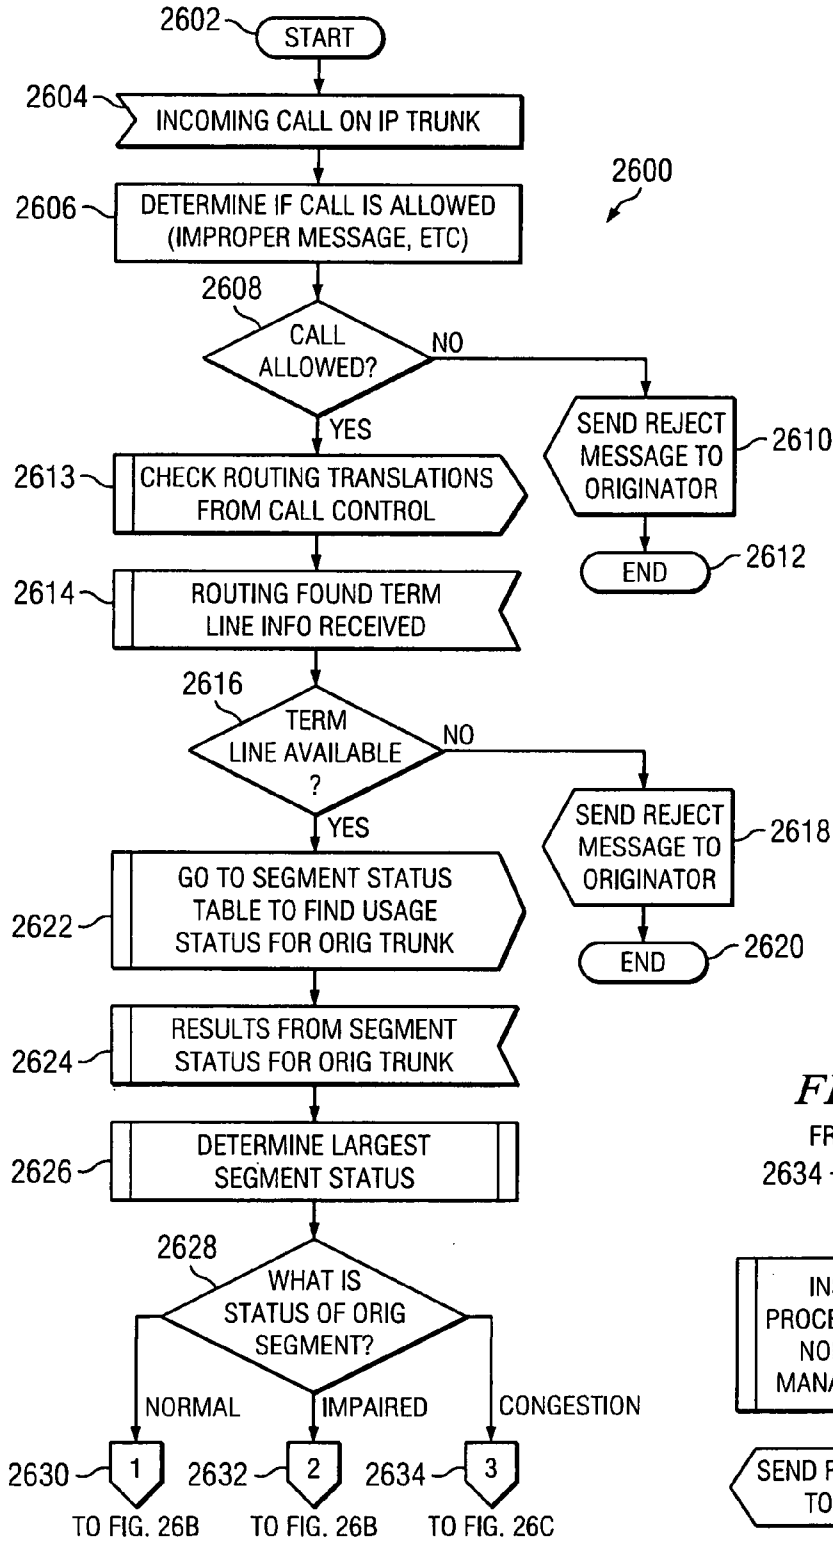 2602
START
2604
INCOMING CALL ON IP TRUNK
2600
2606
DETERMINE IF CALL IS ALLOWED
(IMPROPER MESSAGE, ETC)
2608
CALL
ALLOWED?
NO
YES
SEND REJECT
MESSAGE TO
ORIGINATOR
2610
END
2612
2613
CHECK ROUTING TRANSLATIONS
FROM CALL CONTROL
2614
ROUTING FOUND TERM
LINE INFO RECEIVED
2616
TERM
LINE AVAILABLE
?
NO
YES
SEND REJECT
MESSAGE TO
ORIGINATOR
2618
END
2620
2622
GO TO SEGMENT STATUS
TABLE TO FIND USAGE
STATUS FOR ORIG TRUNK
2624
RESULTS FROM SEGMENT
STATUS FOR ORIG TRUNK
2626
DETERMINE LARGEST
SEGMENT STATUS
2628
WHAT IS
STATUS OF ORIG
SEGMENT?
NORMAL
IMPAIRED
CONGESTION
2630
1
2632
2
2634
3
TO FIG. 26B
TO FIG. 26B
TO FIG. 26C
2634
SEND
TO